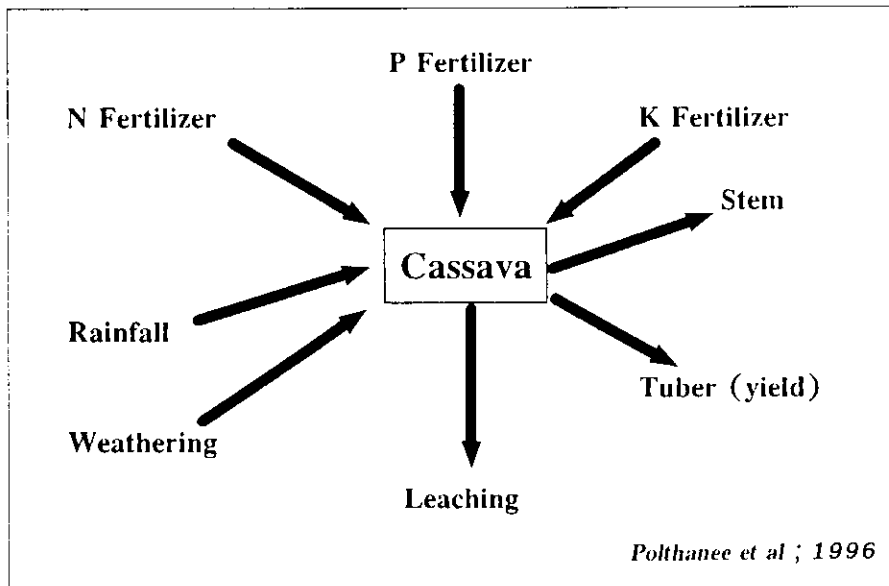 P Fertilizer
N Fertilizer
K Fertilizer
Stem
Cassava
Rainfall
Tuber (yield)
Weathering
Leaching
Polthanee et al ; 1996